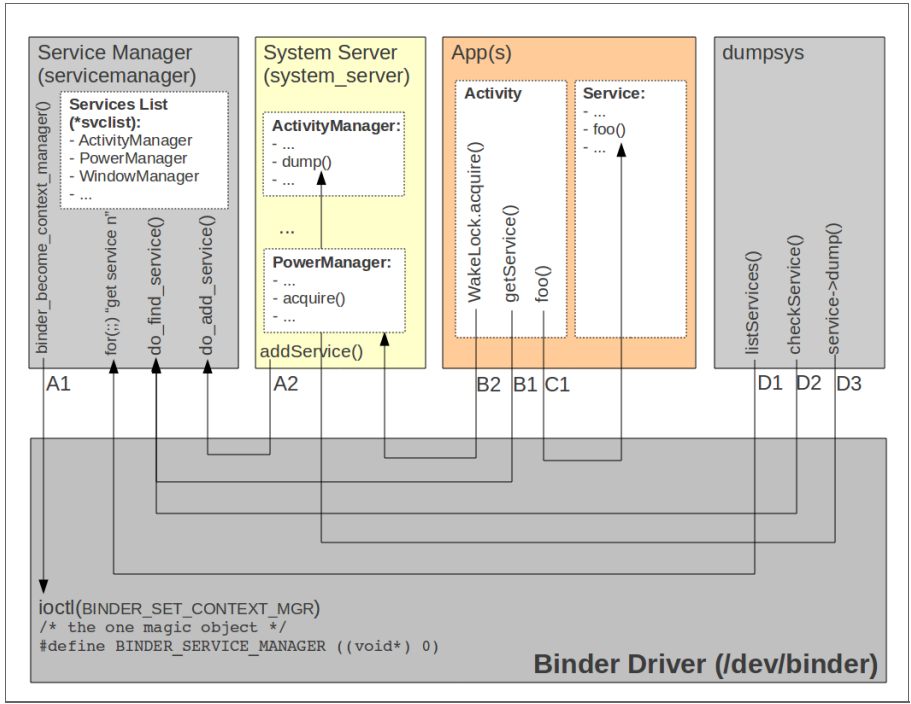 Service Manager
(servicemanager)
Services List
(*svclist):
- ActivityManager
- PowerManager
- WindowManager
- ...
binder_become_context_manager()
for(;;) “get service n”
do_find_service()
do_add_service()
System Server
(system_server)
ActivityManager:
- ...
- dump()
- ...
...
PowerManager:
- ...
- acquire()
- ...
addService()
App(s)
Activity
WakeLock.acquire()
getService()
foo()
Service:
- ...
- foo()
- ...
dumpsys
listServices()
checkService()
service->dump()
A1
A2
B2
B1
C1
D1
D2
D3
ioctl(BINDER_SET_CONTEXT_MGR)
/* the one magic object */
#define BINDER_SERVICE_MANAGER ((void*) 0)
Binder Driver (/dev/binder)